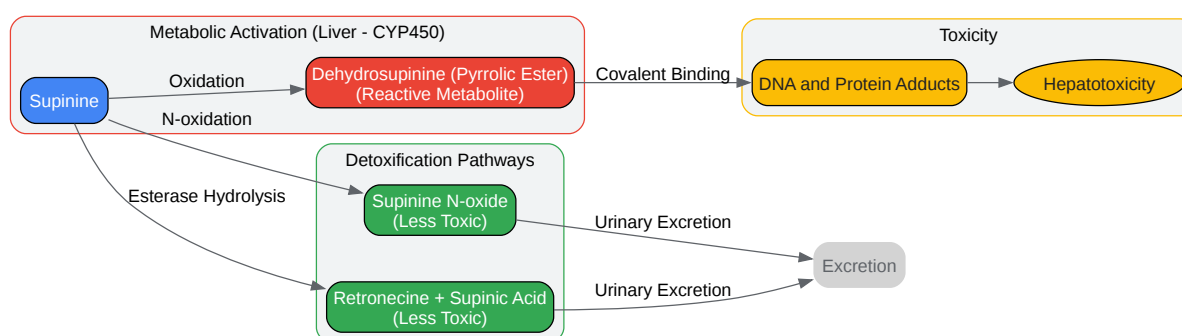 Metabolic Activation (Liver - CYP450)
Toxicity
Supinine
Oxidation
Dehydrosupinine (Pyrrolic Ester)
(Reactive Metabolite)
Covalent Binding
DNA and Protein Adducts
Hepatotoxicity
N-oxidation
Detoxification Pathways
Esterase Hydrolysis
Supinine N-oxide
(Less Toxic)
Urinary Excretion
Excretion
Retronecine + Supinic Acid
(Less Toxic)
Urinary Excretion